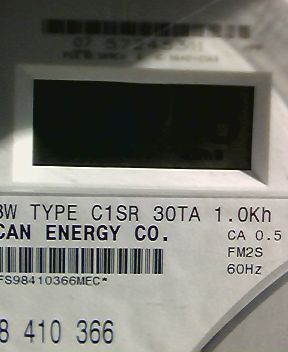 3W TYPE C1SR 30TA 1.0Kh
CAN ENERGY CO.
CA 0.5
FM2S
60Hz
FS98410366MEC*
8 410 366